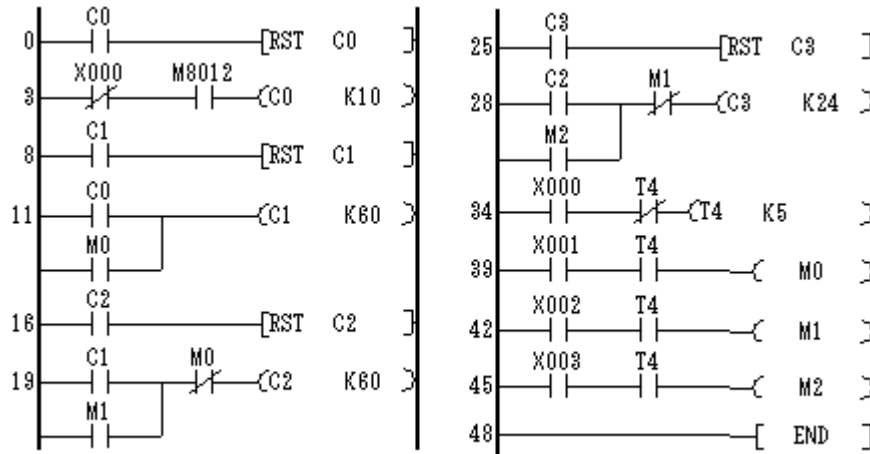 C0
0 [RST C0 ]
X000 M8012
3 (C0 K10 )
C1
8 [RST C1 ]
C0
11 (C1 K60 )
M0
C2
16 [RST C2 ]
C1 M0
19 (C2 K60 )
M1
C3
25 [RST C3 ]
C2 M1
28 (C3 K24 )
M2
X000 T4
34 (T4 K5 )
X001 T4
39 ( M0 )
X002 T4
42 ( M1 )
X003 T4
45 ( M2 )
48 [ END ]